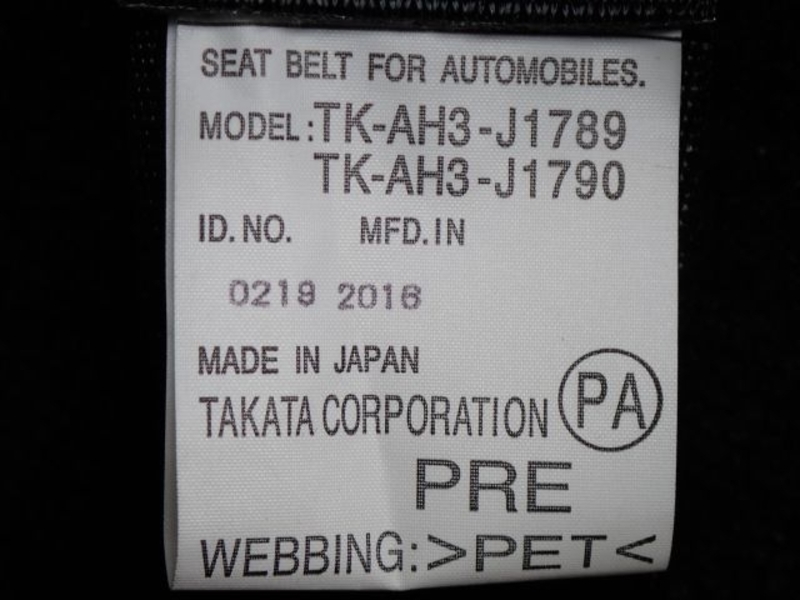 SEAT BELT FOR AUTOMOBILES.
MODEL:TK-AH3-J1789
TK-AH3-J1790
ID.NO. MFD.IN
0219 2016
MADE IN JAPAN
TAKATA CORPORATION PA
PRE
WEBBING:>PET<